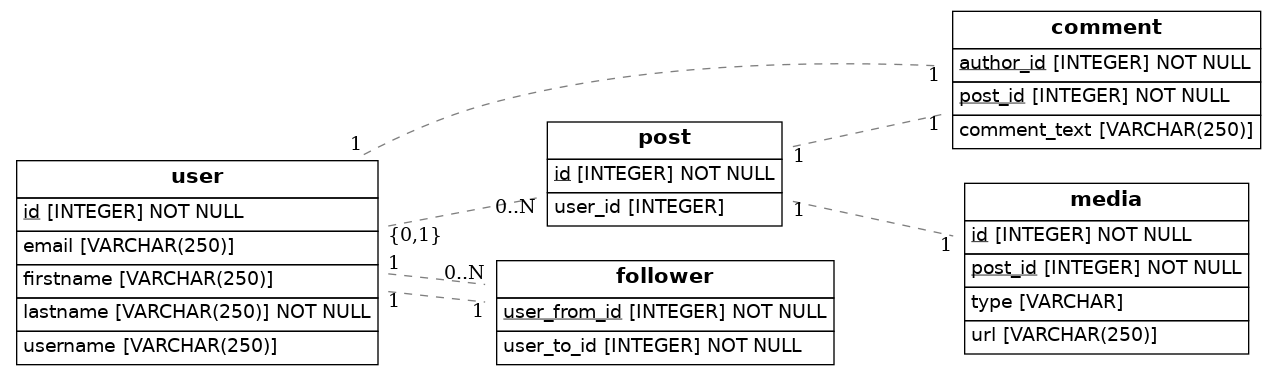 user
id [INTEGER] NOT NULL
email [VARCHAR(250)]
firstname [VARCHAR(250)]
lastname [VARCHAR(250)] NOT NULL
username [VARCHAR(250)]
post
id [INTEGER] NOT NULL
user_id [INTEGER]
follower
user_from_id [INTEGER] NOT NULL
user_to_id [INTEGER] NOT NULL
comment
author_id [INTEGER] NOT NULL
post_id [INTEGER] NOT NULL
comment_text [VARCHAR(250)]
media
id [INTEGER] NOT NULL
post_id [INTEGER] NOT NULL
type [VARCHAR]
url [VARCHAR(250)]
1
1
{0,1}
0..N
1
0..N
1
1
1
1
1
1